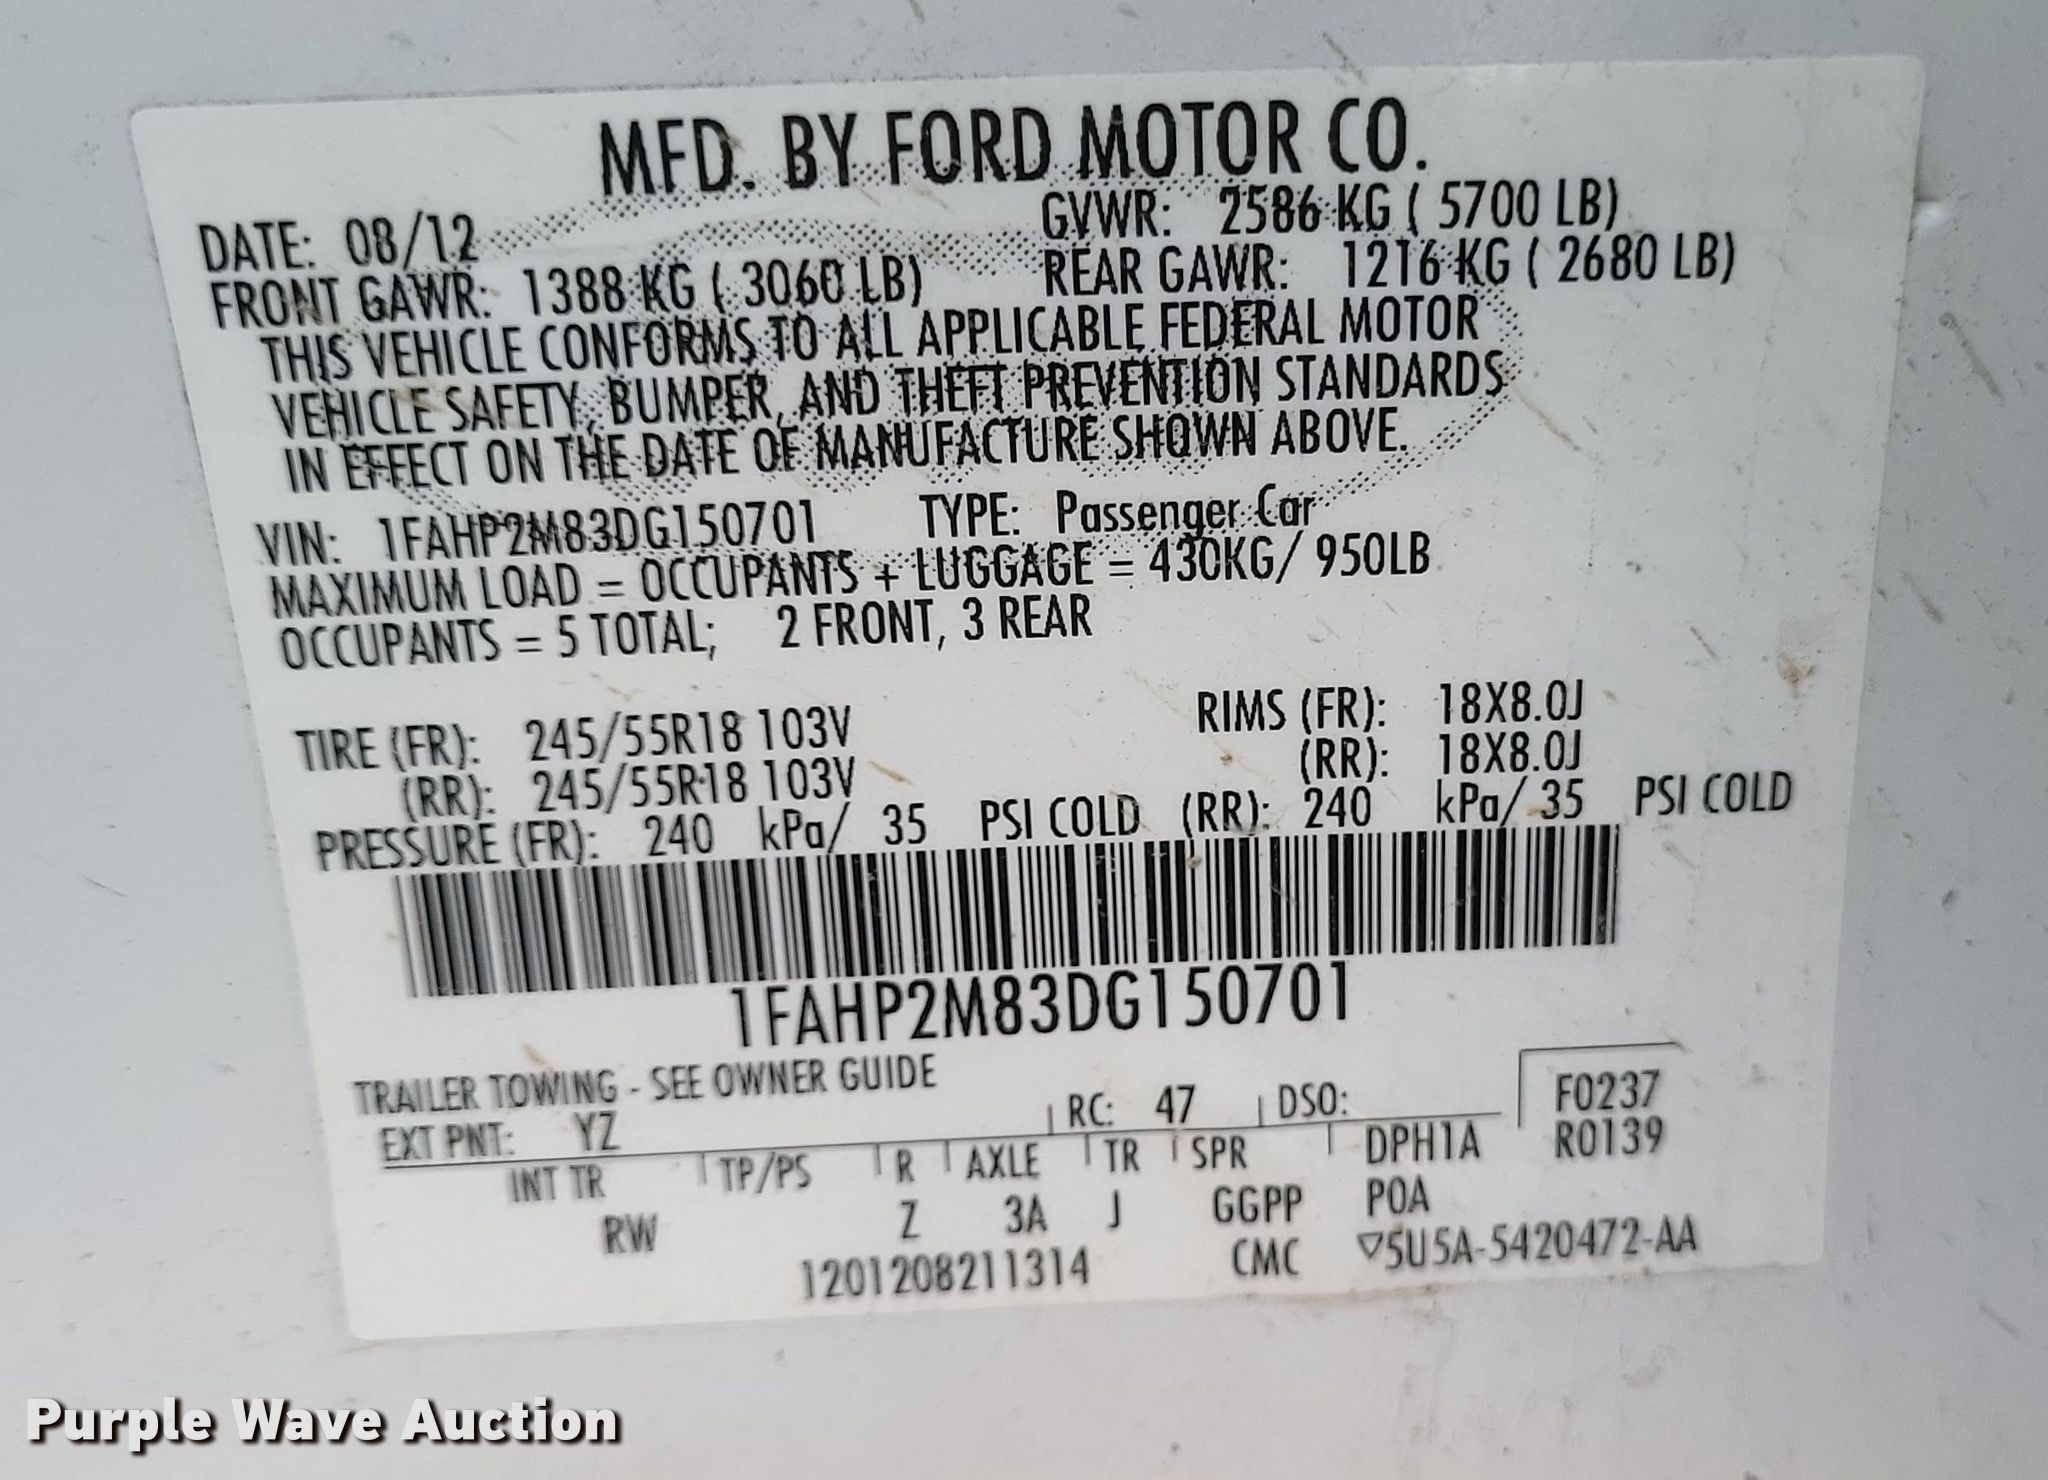 MFD. BY FORD MOTOR CO.
DATE: 08/12 GVWR: 2586 KG ( 5700 LB)
FRONT GAWR: 1388 KG ( 3060 LB) REAR GAWR: 1216 KG ( 2680 LB)
THIS VEHICLE CONFORMS TO ALL APPLICABLE FEDERAL MOTOR
VEHICLE SAFETY, BUMPER, AND THEFT PREVENTION STANDARDS
IN EFFECT ON THE DATE OF MANUFACTURE SHOWN ABOVE.
VIN: 1FAHP2M83DG150701 TYPE: Passenger Car
MAXIMUM LOAD = OCCUPANTS + LUGGAGE = 430KG/ 950LB
OCCUPANTS = 5 TOTAL; 2 FRONT, 3 REAR
TIRE (FR): 245/55R18 103V RIMS (FR): 18X8.0J
(RR): 245/55R18 103V (RR): 18X8.0J
PRESSURE (FR): 240 kPa/ 35 PSI COLD (RR): 240 kPa/ 35 PSI COLD
1FAHP2M83DG150701
TRAILER TOWING - SEE OWNER GUIDE
EXT PNT: YZ RC: 47 DSO: F0237
INT TR TP/PS R AXLE TR SPR DPH1A R0139
RW Z 3A J GGPP POA
1201208211314 CMC ▽5U5A-5420472-AA
Purple Wave Auction